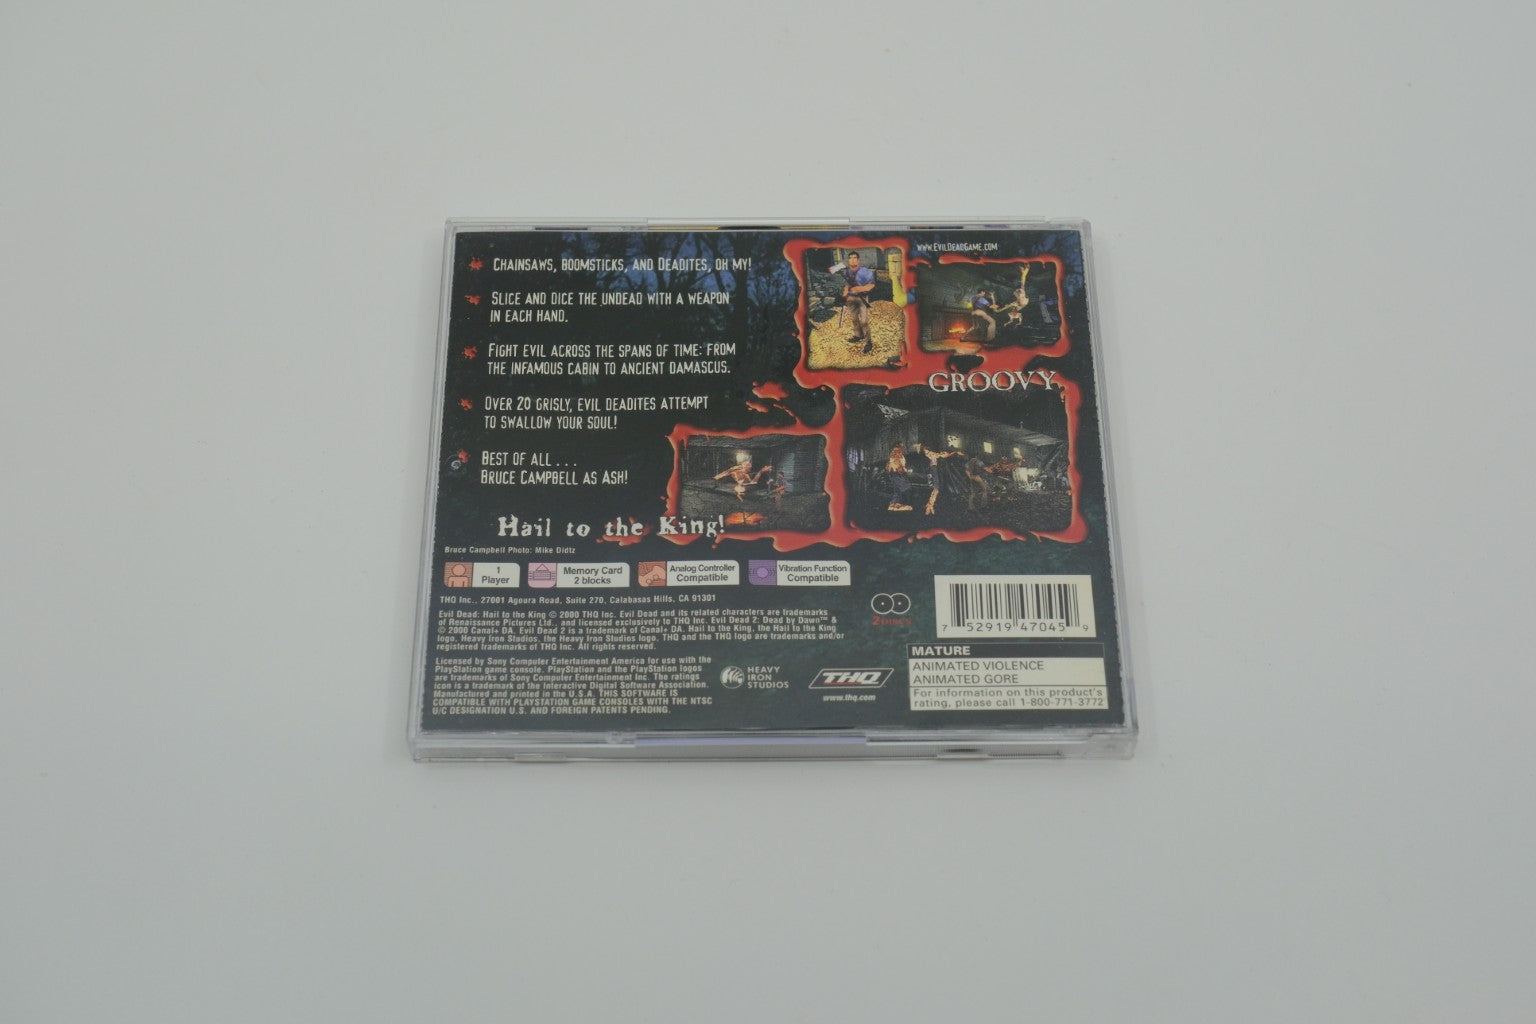 CHAINSAWS, BOOMSTICKS, AND DEADITES, OH MY!
SLICE AND DICE THE UNDEAD WITH A WEAPON
IN EACH HAND.
FIGHT EVIL ACROSS THE SPANS OF TIME: FROM
THE INFAMOUS CABIN TO ANCIENT DAMASCUS.
OVER 20 GRISLY, EVIL DEADITES ATTEMPT
TO SWALLOW YOUR SOUL!
BEST OF ALL . . .
BRUCE CAMPBELL AS ASH!
Hail to the King!
WWW.EVILDEADGAME.COM
GROOVY
Bruce Campbell Photo: Mike Ditz
1
Player
Memory Card
2 blocks
Analog Controller
Compatible
Vibration Function
Compatible
THQ Inc., 27001 Agoura Road, Suite 270, Calabasas Hills, CA 91301
Evil Dead: Hail to the King © 2000 THQ Inc. Evil Dead and its related characters are trademarks
of Renaissance Pictures Ltd., and licensed exclusively to THQ Inc. Evil Dead 2: Dead by Dawn™ &
© 2000 Canal+ DA. Evil Dead 2 is a trademark of Canal+ DA. Hail to the King, the Hail to the King
logo, Heavy Iron Studios, the Heavy Iron Studios logo, THQ and the THQ logo are trademarks and/or
registered trademarks of THQ Inc. All rights reserved.
Licensed by Sony Computer Entertainment America for use with the
PlayStation game console. PlayStation and the PlayStation logos
are trademarks of Sony Computer Entertainment Inc. The ratings
icon is a trademark of the Interactive Digital Software Association.
Manufactured and printed in the U.S.A. THIS SOFTWARE IS
COMPATIBLE WITH PLAYSTATION GAME CONSOLES WITH THE NTSC
U/C DESIGNATION U.S. AND FOREIGN PATENTS PENDING.
HEAVY
IRON
STUDIOS
THQ
www.thq.com
2 DISCS
7 52919 47045 9
MATURE
ANIMATED VIOLENCE
ANIMATED GORE
For information on this product's
rating, please call 1-800-771-3772